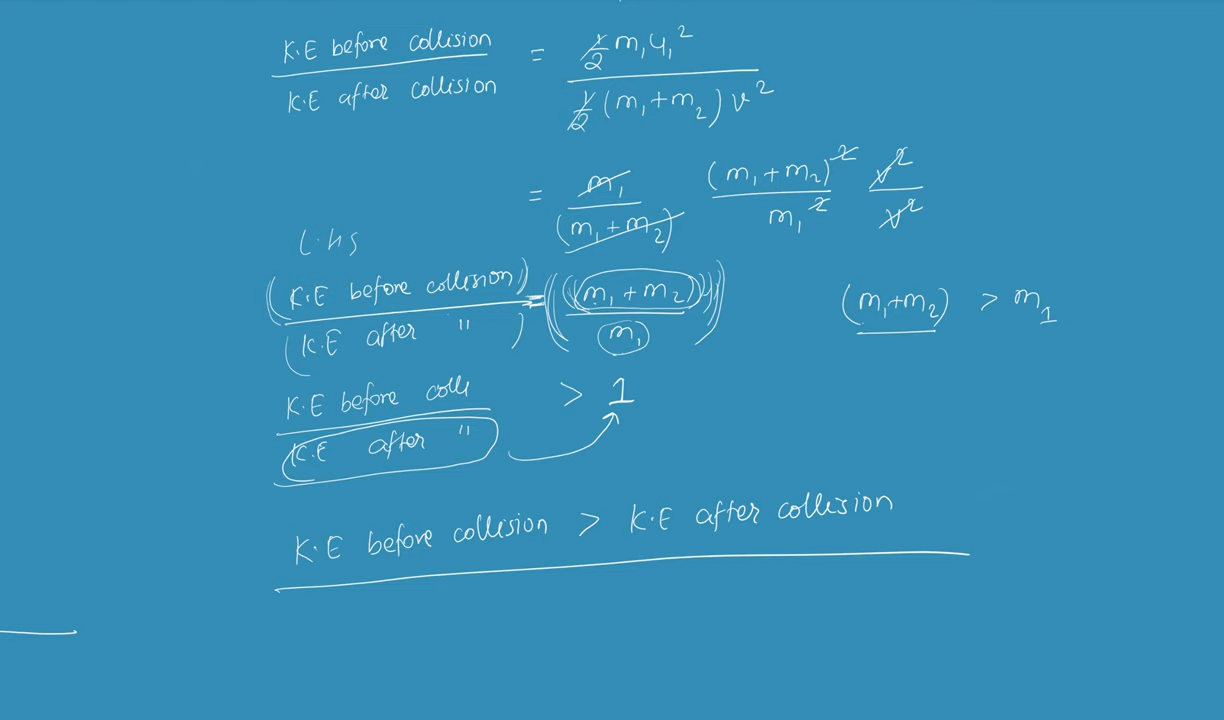 K.E before collision / K.E after collision = ½ m₁u₁² / ½ (m₁+m₂) v²
= m₁ / (m₁+m₂) (m₁+m₂)² / m₁² v² / v²
L.h.s
(K.E before collision) / (K.E after ") = (m₁+m₂) / m₁ (m₁+m₂) > m₁
K.E before colli / K.E after " > 1
K.E before collision > K.E after collision